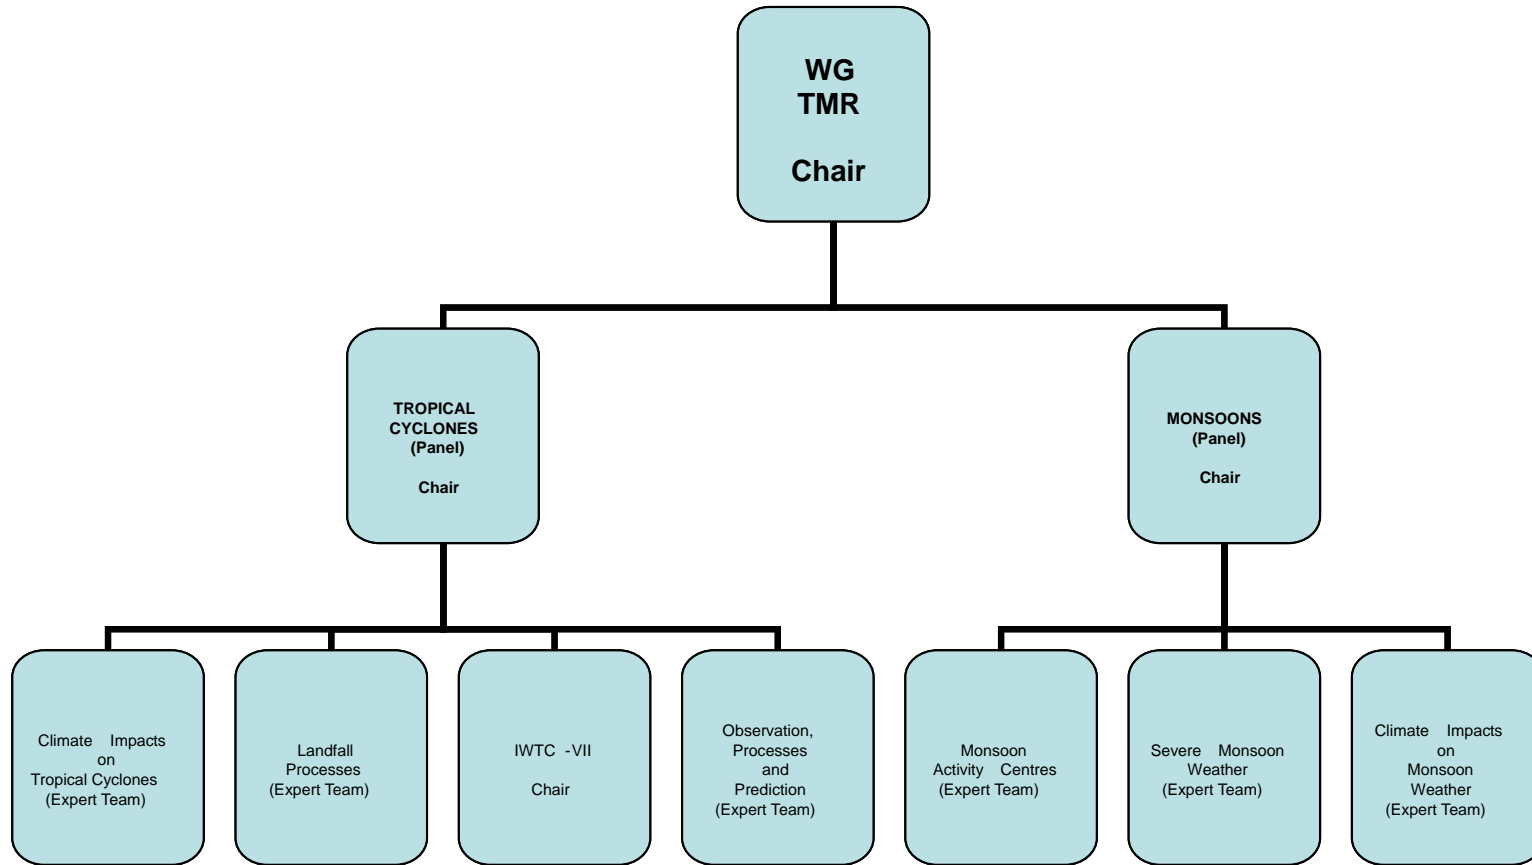 WG
TMR
Chair
TROPICAL
CYCLONES
(Panel)
Chair
MONSOONS
(Panel)
Chair
Climate Impacts
on
Tropical Cyclones
(Expert Team)
Landfall
Processes
(Expert Team)
IWTC -VII
Chair
Observation,
Processes
and
Prediction
(Expert Team)
Monsoon
Activity Centres
(Expert Team)
Severe Monsoon
Weather
(Expert Team)
Climate Impacts
on
Monsoon
Weather
(Expert Team)